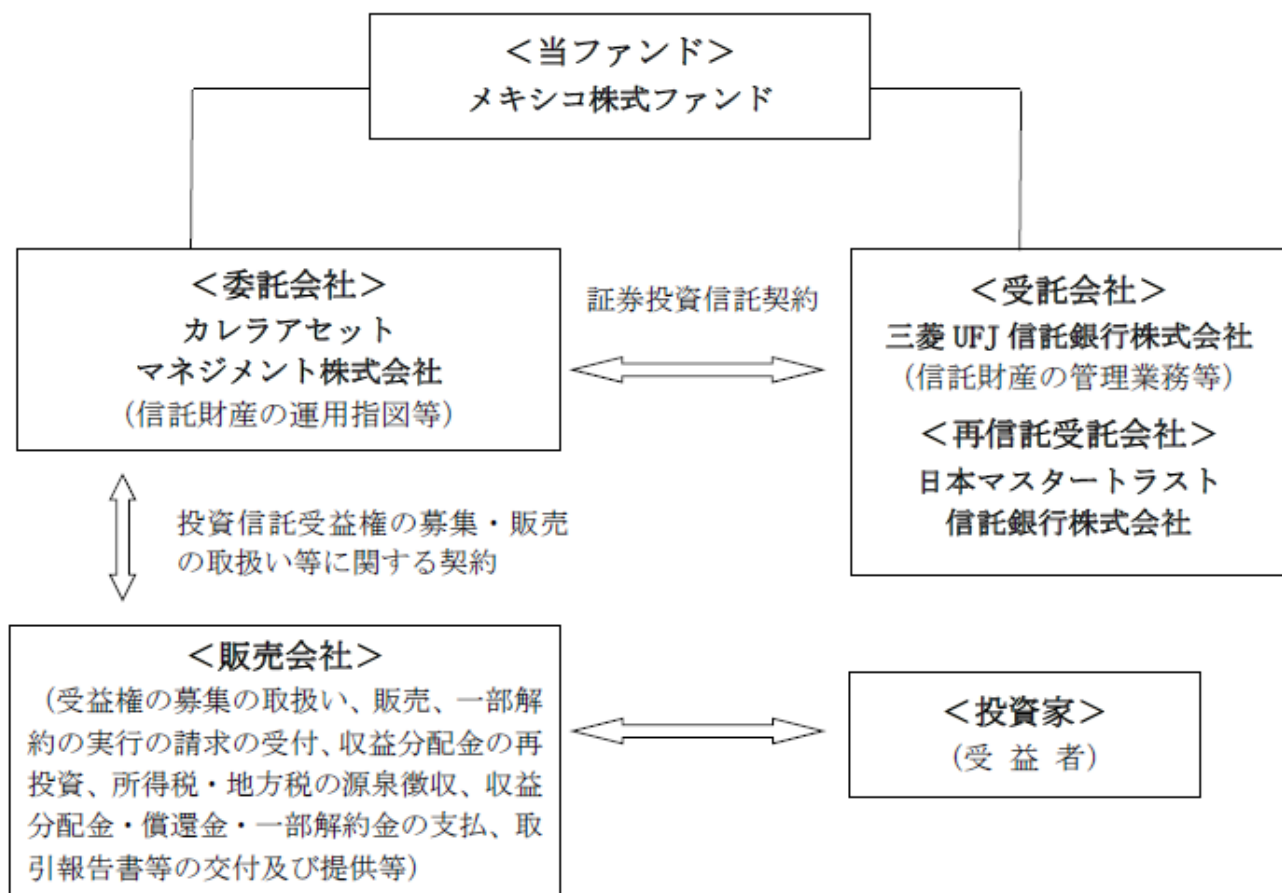 ＜当ファンド＞
メキシコ株式ファンド
＜委託会社＞
カレラアセット
マネジメント株式会社
（信託財産の運用指図等）
証券投資信託契約
＜受託会社＞
三菱 UFJ 信託銀行株式会社
（信託財産の管理業務等）
＜再信託受託会社＞
日本マスタートラスト
信託銀行株式会社
投資信託受益権の募集・販売
の取扱い等に関する契約
＜販売会社＞
（受益権の募集の取扱い、販売、一部解
約の実行の請求の受付、収益分配金の再
投資、所得税・地方税の源泉徴収、収益
分配金・償還金・一部解約金の支払、取
引報告書等の交付及び提供等）
＜投資家＞
（受 益 者）